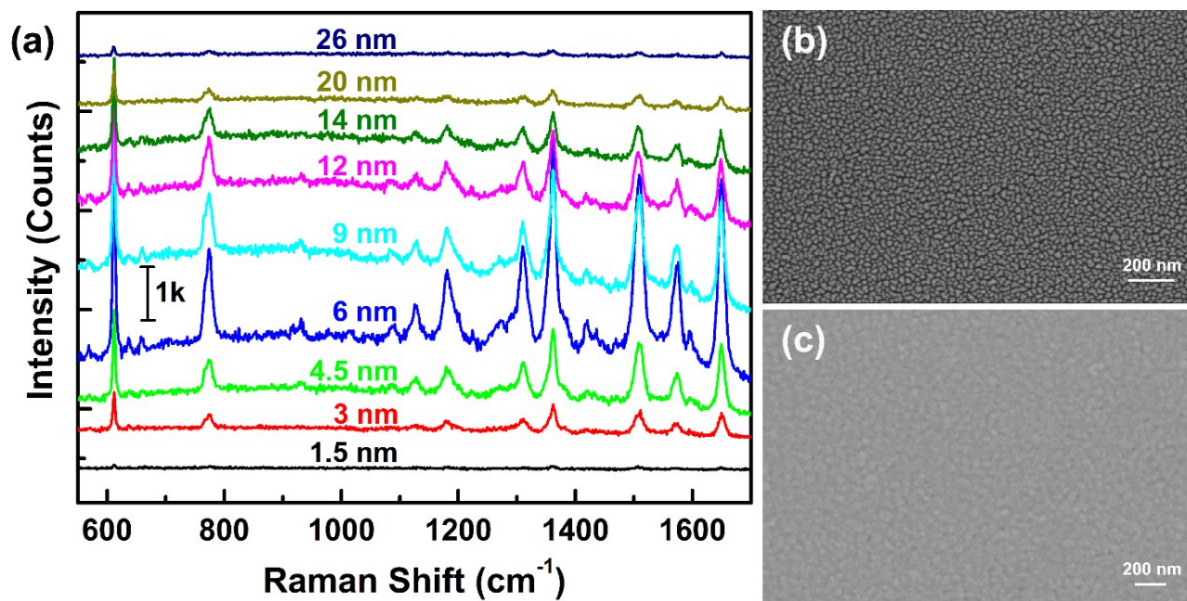 (a)
26 nm
20 nm
14 nm
12 nm
9 nm
1k
6 nm
4.5 nm
3 nm
1.5 nm
Intensity (Counts)
600 800 1000 1200 1400 1600
Raman Shift (cm⁻¹)
(b)
200 nm
(c)
200 nm